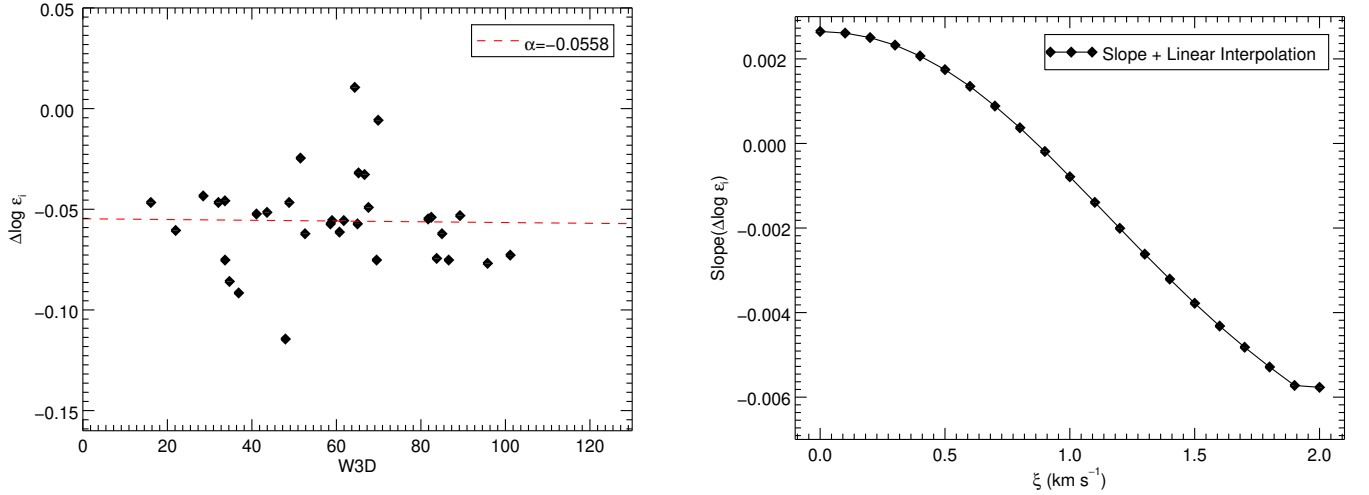 0.05
0.00
−0.05
−0.10
−0.15
Δlog ε_i
α=−0.0558
0 20 40 60 80 100 120
W3D
0.002
0.000
−0.002
−0.004
−0.006
Slope(Δlog ε_i)
Slope + Linear Interpolation
0.0 0.5 1.0 1.5 2.0
ξ (km s⁻¹)